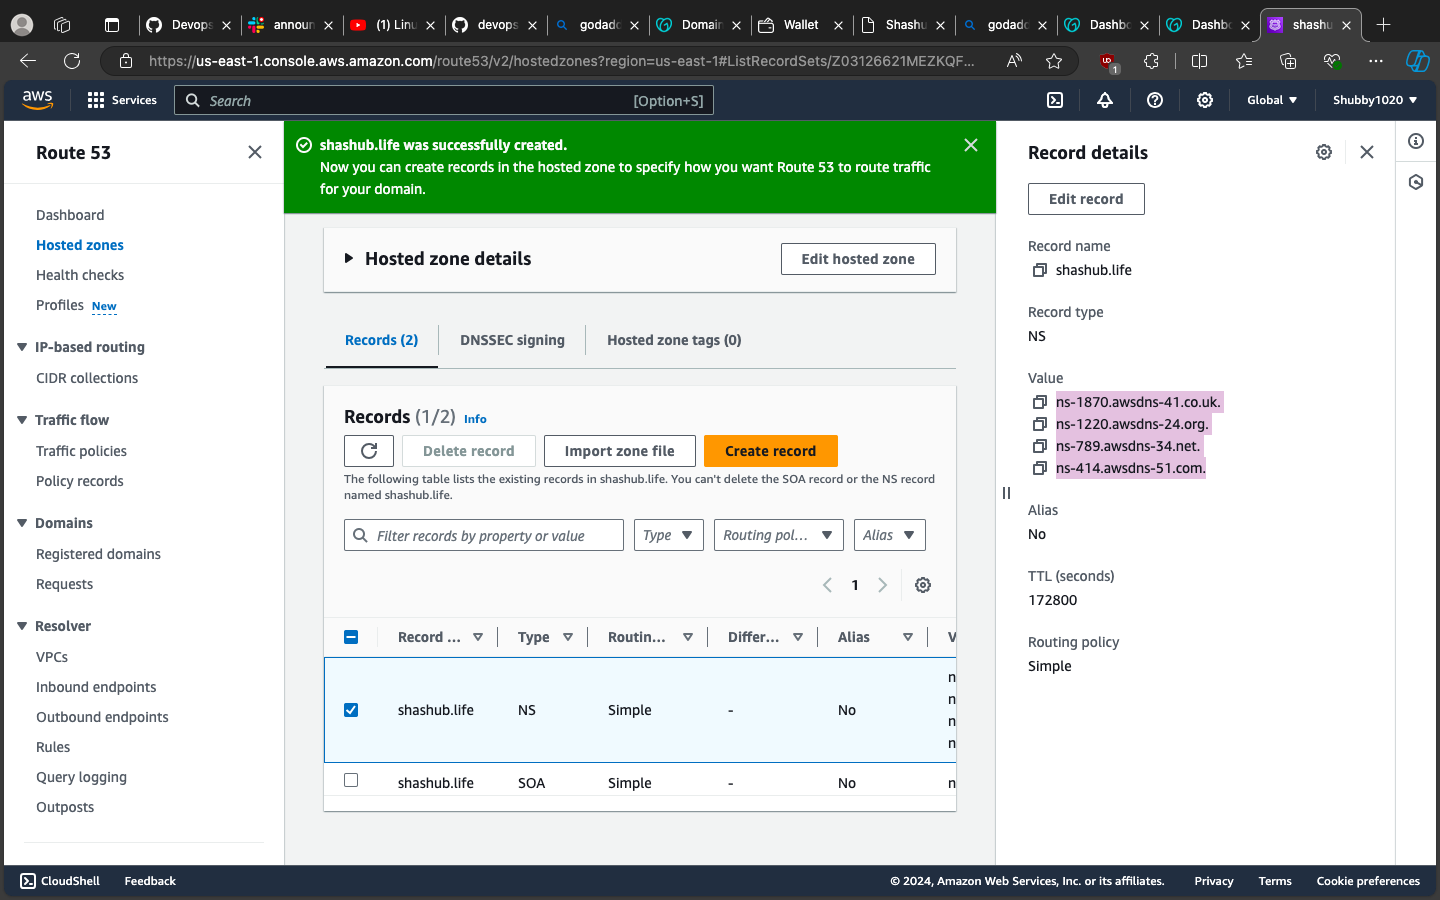 Devops
announ
(1) Linu
devops
godadd
Domain
Wallet
Shashu
godadd
Dashbo
Dashbo
shashu
https://us-east-1.console.aws.amazon.com/route53/v2/hostedzones?region=us-east-1#ListRecordSets/Z03126621MEZKQF...
1
aws
Services
Search
[Option+S]
Global
Shubby1020
Route 53
Dashboard
Hosted zones
Health checks
Profiles New
IP-based routing
CIDR collections
Traffic flow
Traffic policies
Policy records
Domains
Registered domains
Requests
Resolver
VPCs
Inbound endpoints
Outbound endpoints
Rules
Query logging
Outposts
shashub.life was successfully created.
Now you can create records in the hosted zone to specify how you want Route 53 to route traffic
for your domain.
Hosted zone details
Edit hosted zone
Records (2)
DNSSEC signing
Hosted zone tags (0)
Records (1/2) Info
Delete record
Import zone file
Create record
The following table lists the existing records in shashub.life. You can't delete the SOA record or the NS record
named shashub.life.
Filter records by property or value
Type
Routing pol...
Alias
1
Record ... Type Routin... Differ... Alias V
shashub.life NS Simple - No
n
n
n
n
shashub.life SOA Simple - No n
Record details
Edit record
Record name
shashub.life
Record type
NS
Value
ns-1870.awsdns-41.co.uk.
ns-1220.awsdns-24.org.
ns-789.awsdns-34.net.
ns-414.awsdns-51.com.
Alias
No
TTL (seconds)
172800
Routing policy
Simple
CloudShell
Feedback
© 2024, Amazon Web Services, Inc. or its affiliates.
Privacy
Terms
Cookie preferences